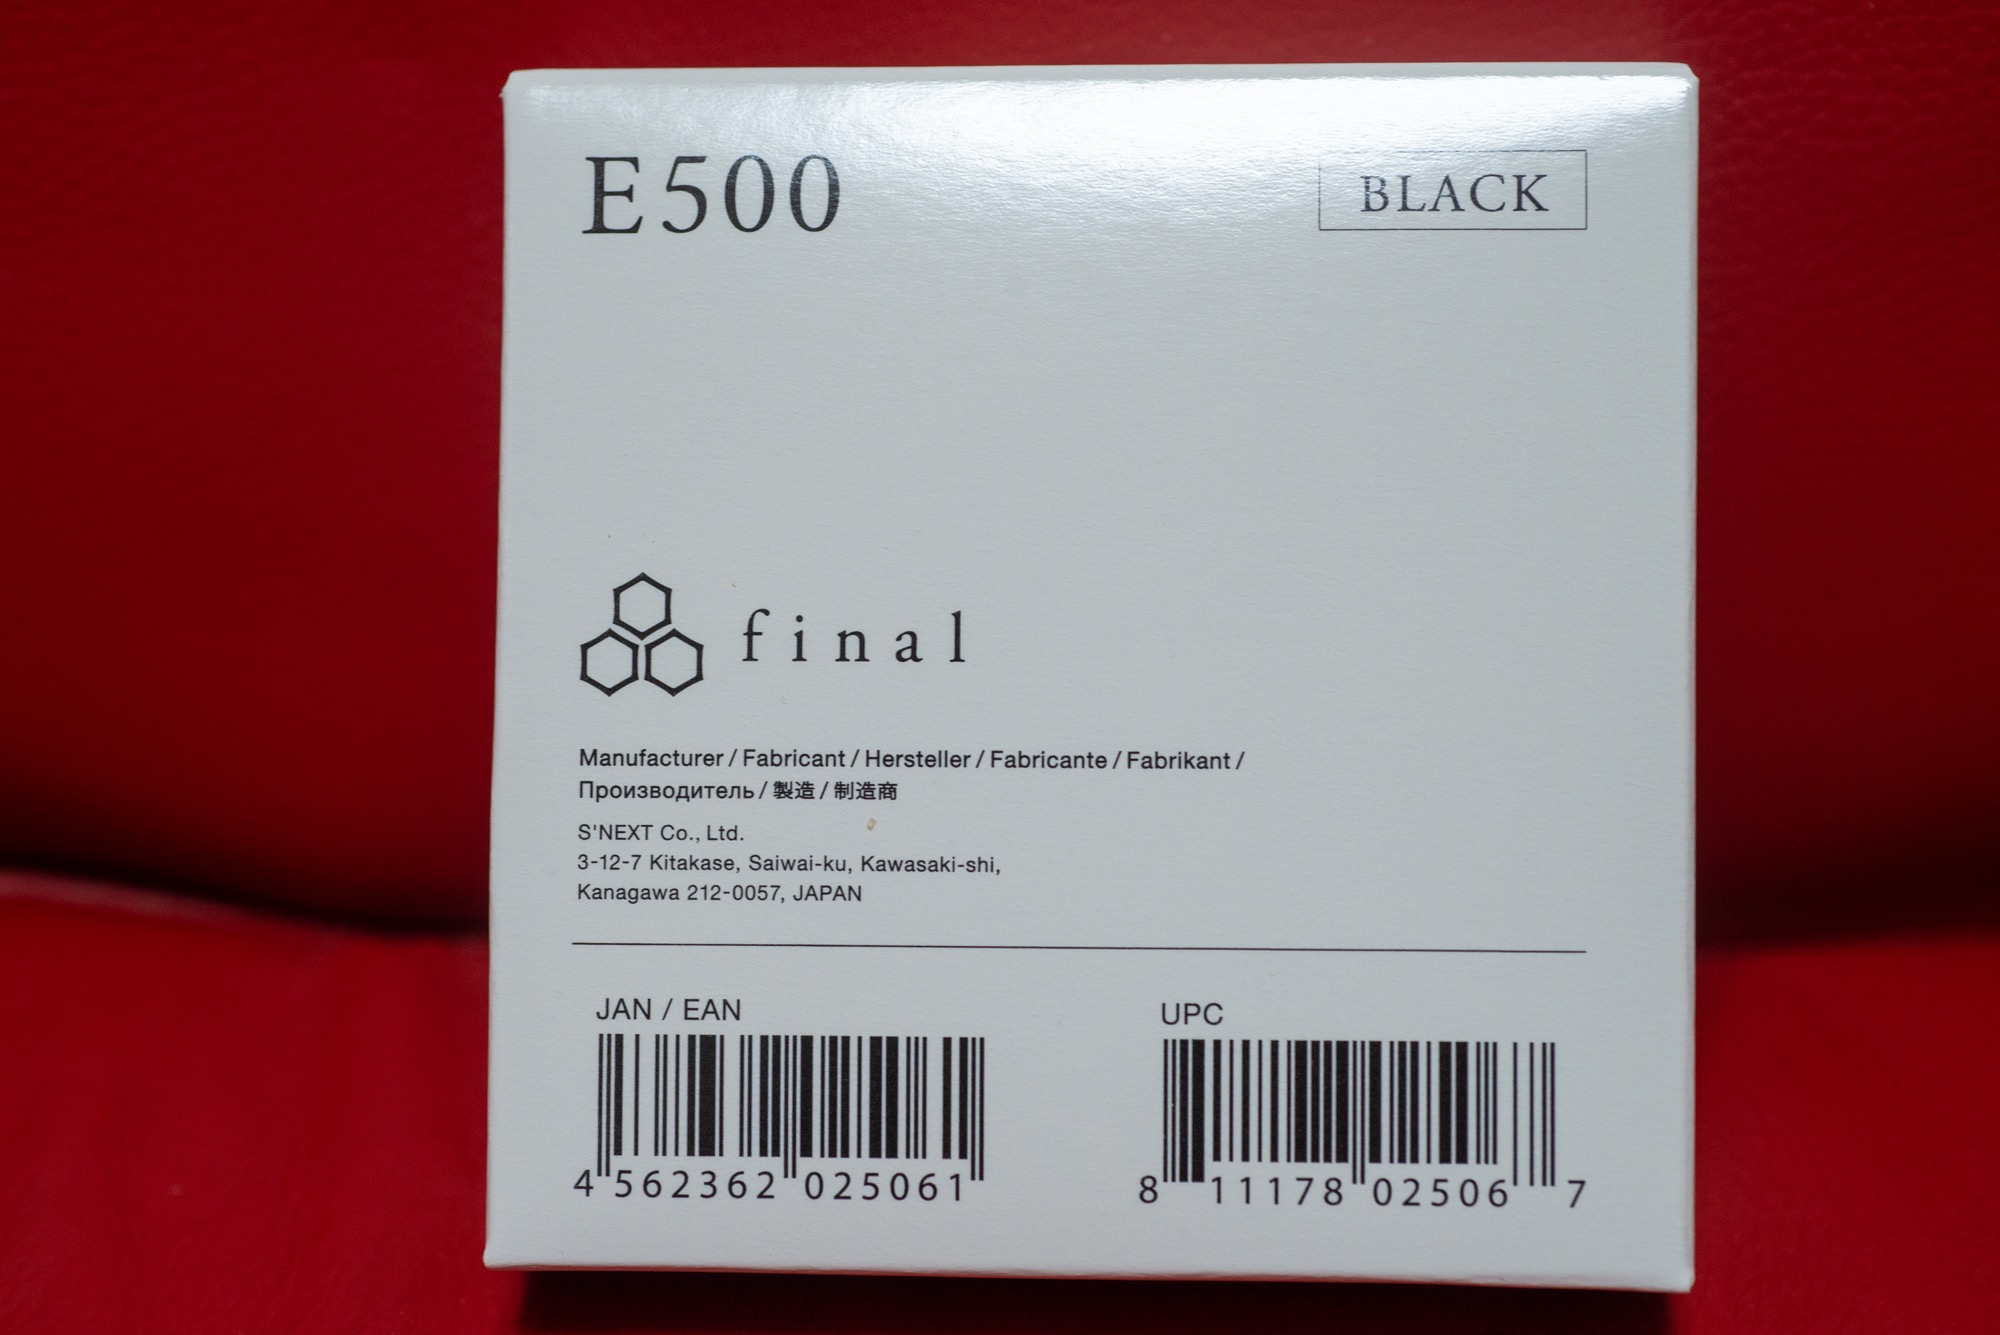 E500
BLACK
final
Manufacturer / Fabricant / Hersteller / Fabricante / Fabrikant /
Производитель / 製造 / 制造商
S'NEXT Co., Ltd.
3-12-7 Kitakase, Saiwai-ku, Kawasaki-shi,
Kanagawa 212-0057, JAPAN
JAN / EAN
4 562362 025061
UPC
8 11178 02506 7